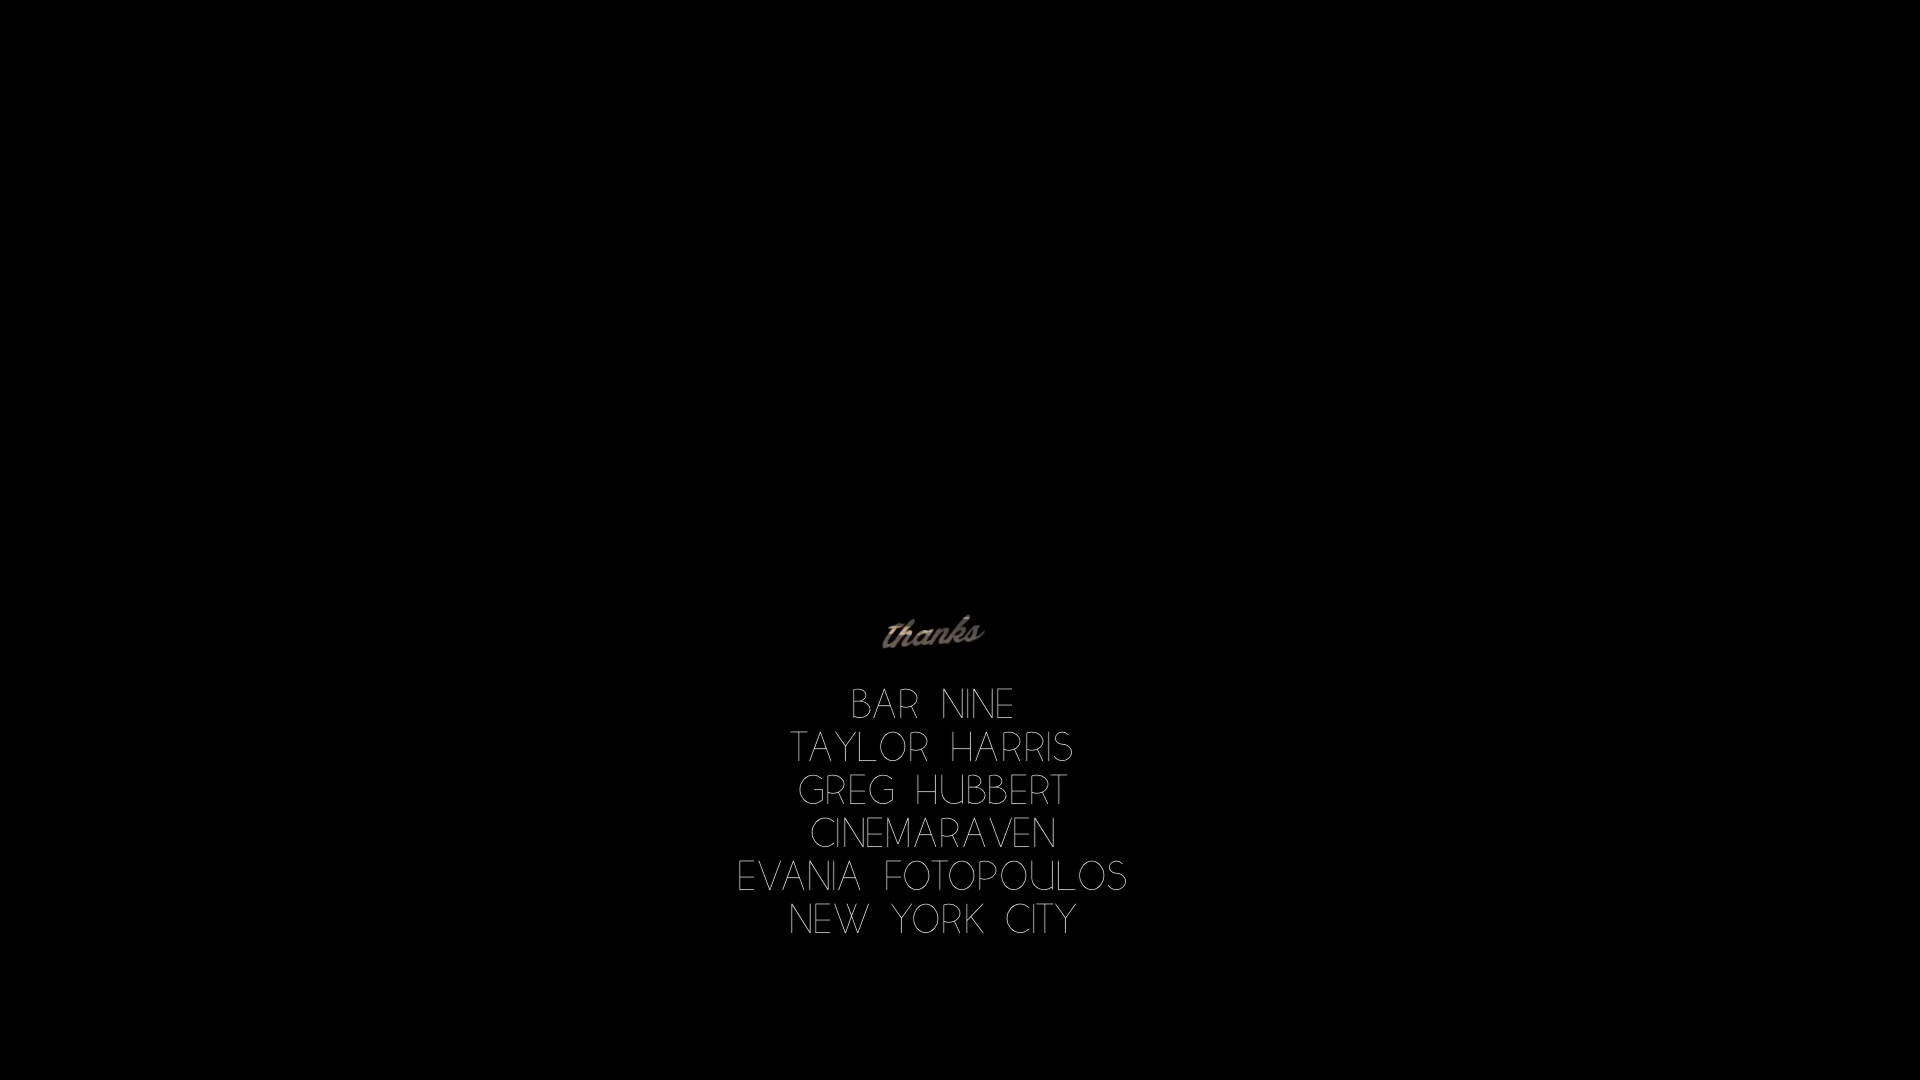 thanks
BAR NINE
TAYLOR HARRIS
GREG HUBBERT
CINEMARAVEN
EVANIA FOTOPOULOS
NEW YORK CITY